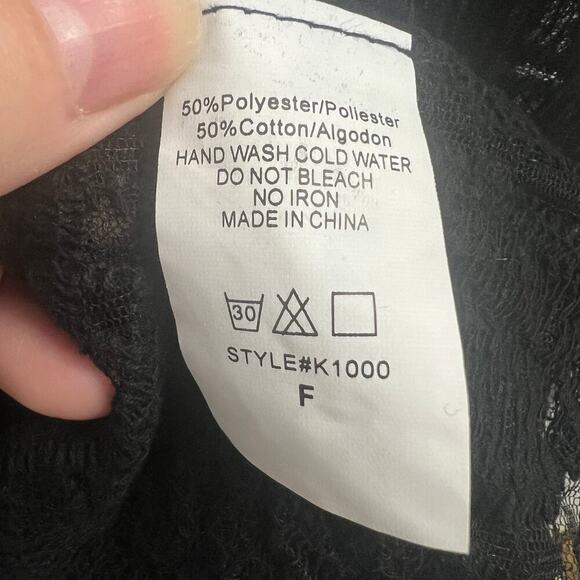 50%Polyester/Poliester
50%Cotton/Algodon
HAND WASH COLD WATER
DO NOT BLEACH
NO IRON
MADE IN CHINA
30
STYLE#K1000
F